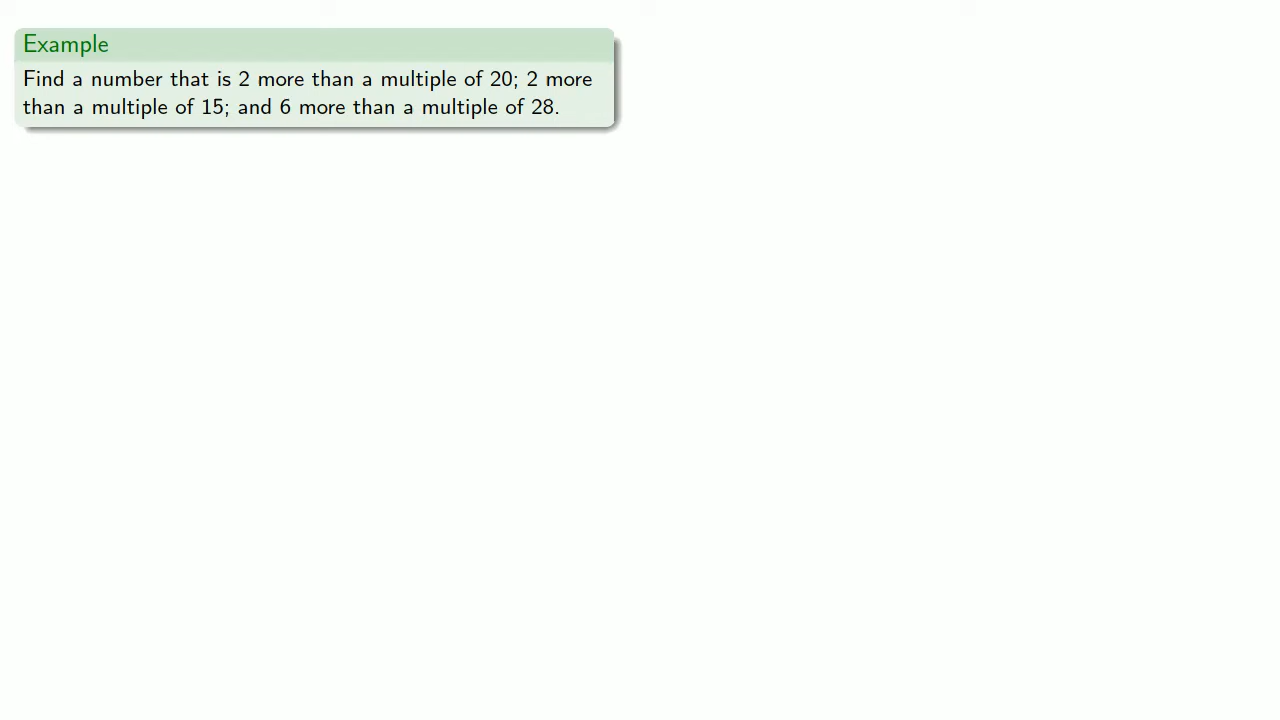 Example
Find a number that is 2 more than a multiple of 20; 2 more
than a multiple of 15; and 6 more than a multiple of 28.